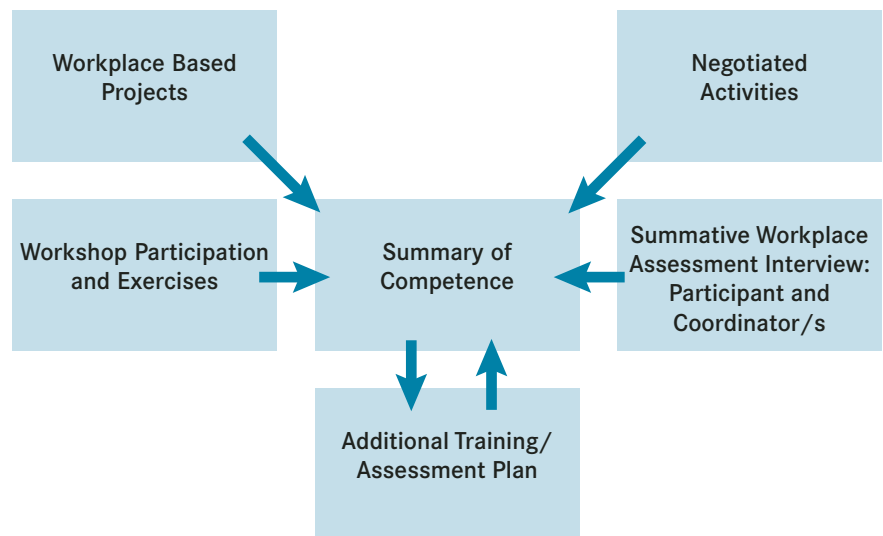 Workplace Based
Projects
Negotiated
Activities
Workshop Participation
and Exercises
Summary of
Competence
Summative Workplace
Assessment Interview:
Participant and
Coordinator/s
Additional Training/
Assessment Plan